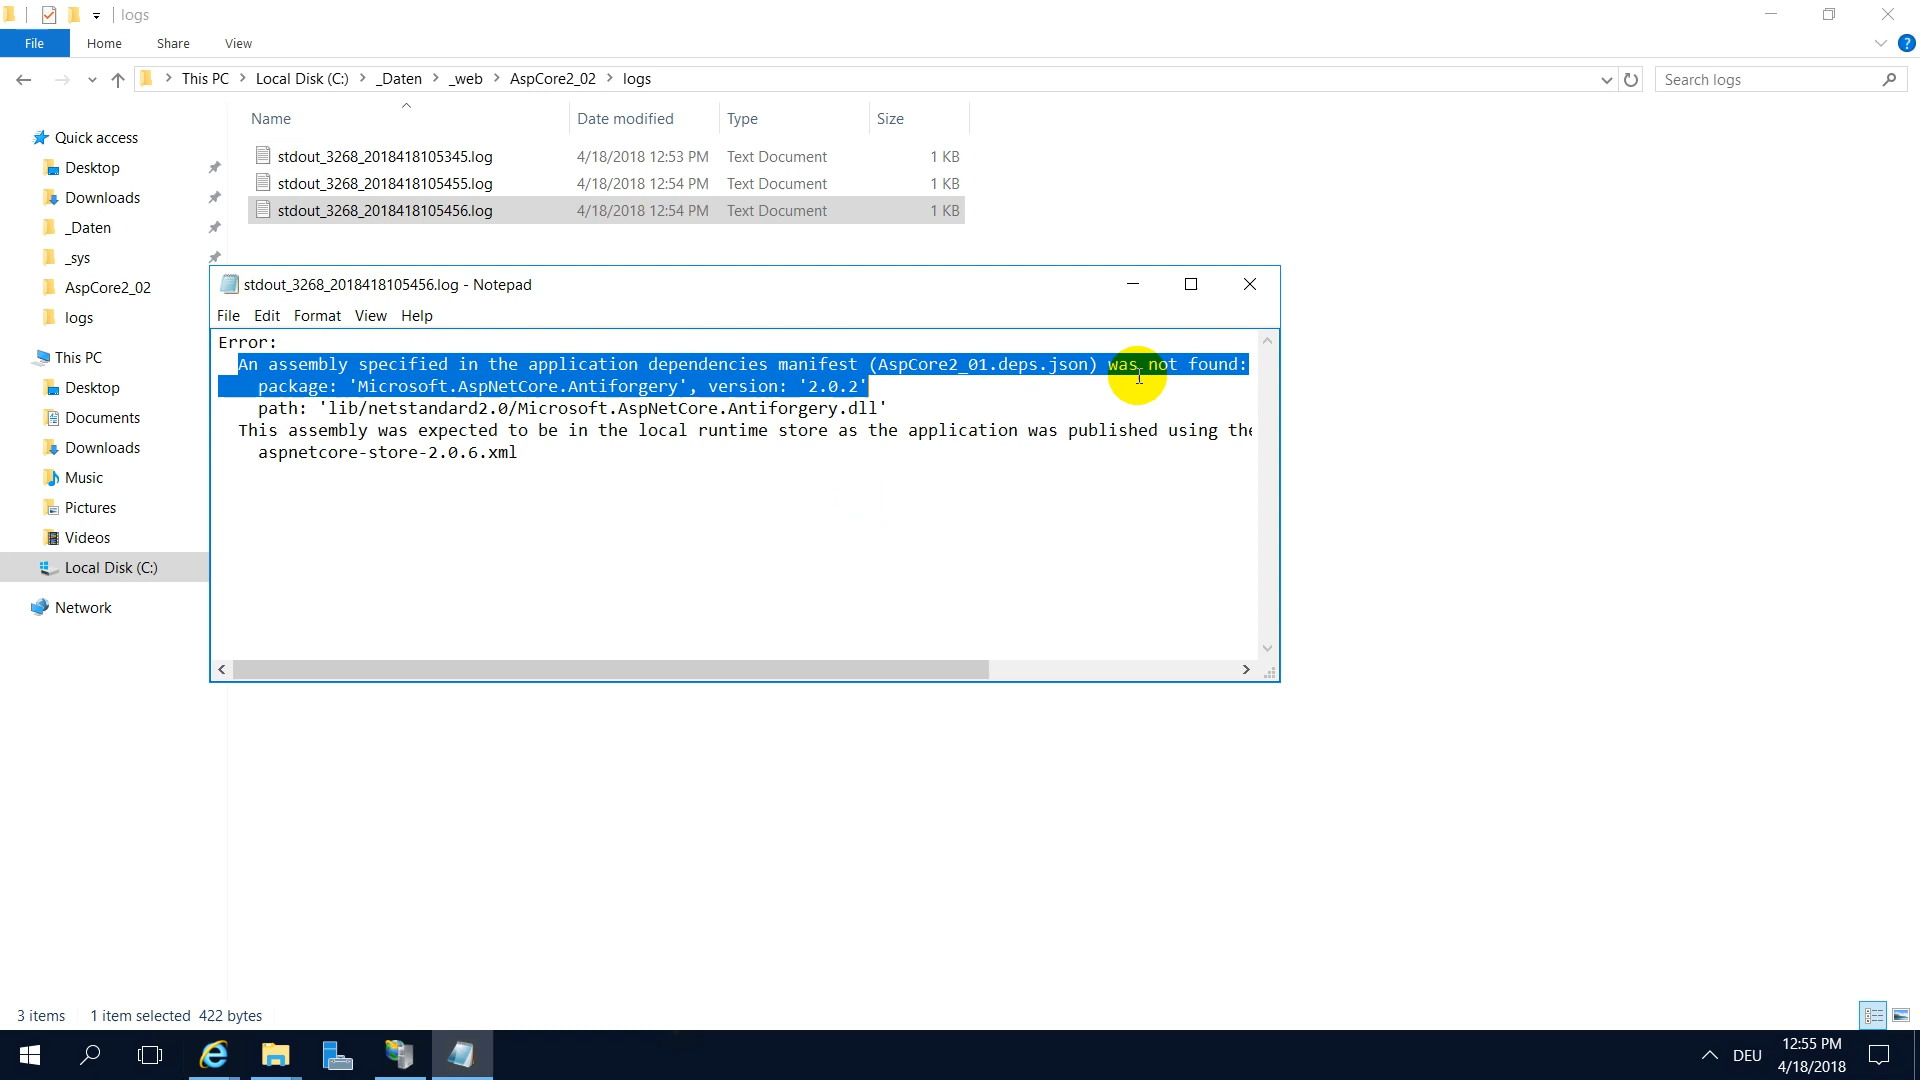 logs
File Home Share View
This PC Local Disk (C:) _Daten _web AspCore2_02 logs
Search logs
Name Date modified Type Size
stdout_3268_2018418105345.log 4/18/2018 12:53 PM Text Document 1 KB
stdout_3268_2018418105455.log 4/18/2018 12:54 PM Text Document 1 KB
stdout_3268_2018418105456.log 4/18/2018 12:54 PM Text Document 1 KB
Quick access
Desktop
Downloads
_Daten
_sys
AspCore2_02
logs
This PC
Desktop
Documents
Downloads
Music
Pictures
Videos
Local Disk (C:)
Network
stdout_3268_2018418105456.log - Notepad
File Edit Format View Help
Error:
An assembly specified in the application dependencies manifest (AspCore2_01.deps.json) was not found:
package: 'Microsoft.AspNetCore.Antiforgery', version: '2.0.2'
path: 'lib/netstandard2.0/Microsoft.AspNetCore.Antiforgery.dll'
This assembly was expected to be in the local runtime store as the application was published using the
aspnetcore-store-2.0.6.xml
3 items 1 item selected 422 bytes
DEU
12:55 PM
4/18/2018